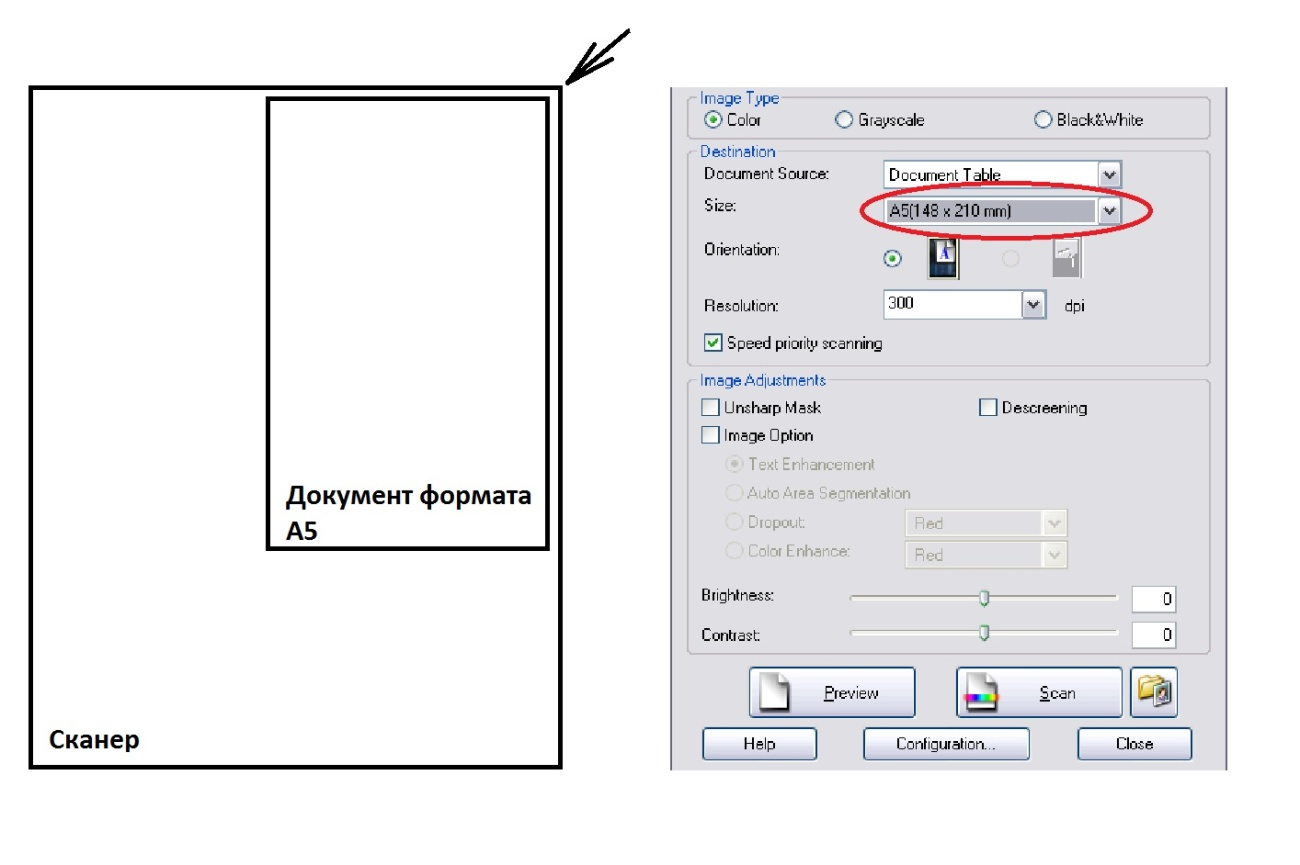 Документ формата
А5
Сканер
Image Type
Color
Grayscale
Black&White
Destination
Document Source:
Document Table
Size:
A5(148 x 210 mm)
Orientation:
A
Resolution:
300
dpi
Speed priority scanning
Image Adjustments
Unsharp Mask
Descreening
Image Option
Text Enhancement
Auto Area Segmentation
Dropout:
Red
Color Enhance:
Red
Brightness:
0
Contrast:
0
Preview
Scan
Help
Configuration...
Close